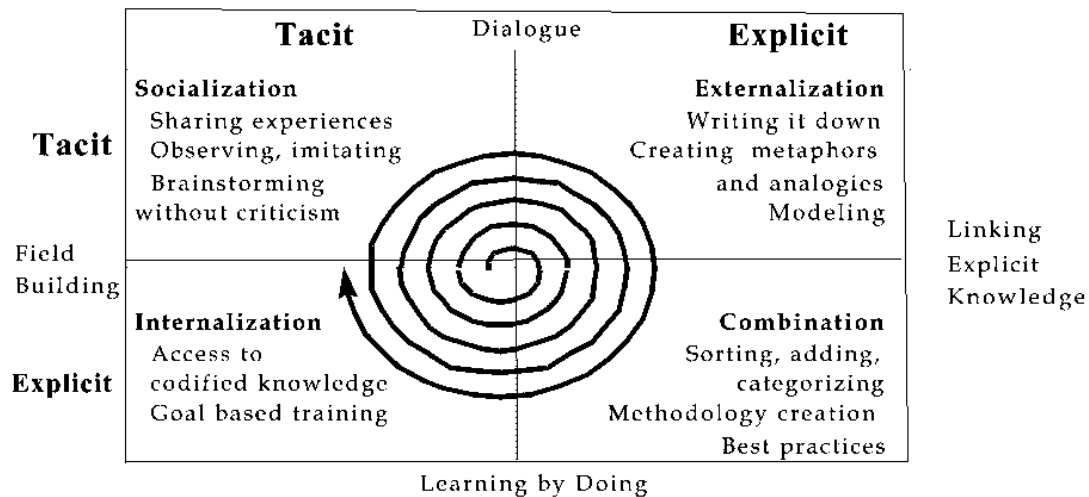 Tacit
Dialogue
Explicit
Tacit
Socialization
Sharing experiences
Observing, imitating
Brainstorming
without criticism
Externalization
Writing it down
Creating metaphors
and analogies
Modeling
Field
Building
Linking
Explicit
Knowledge
Explicit
Internalization
Access to
codified knowledge
Goal based training
Combination
Sorting, adding,
categorizing
Methodology creation
Best practices
Learning by Doing